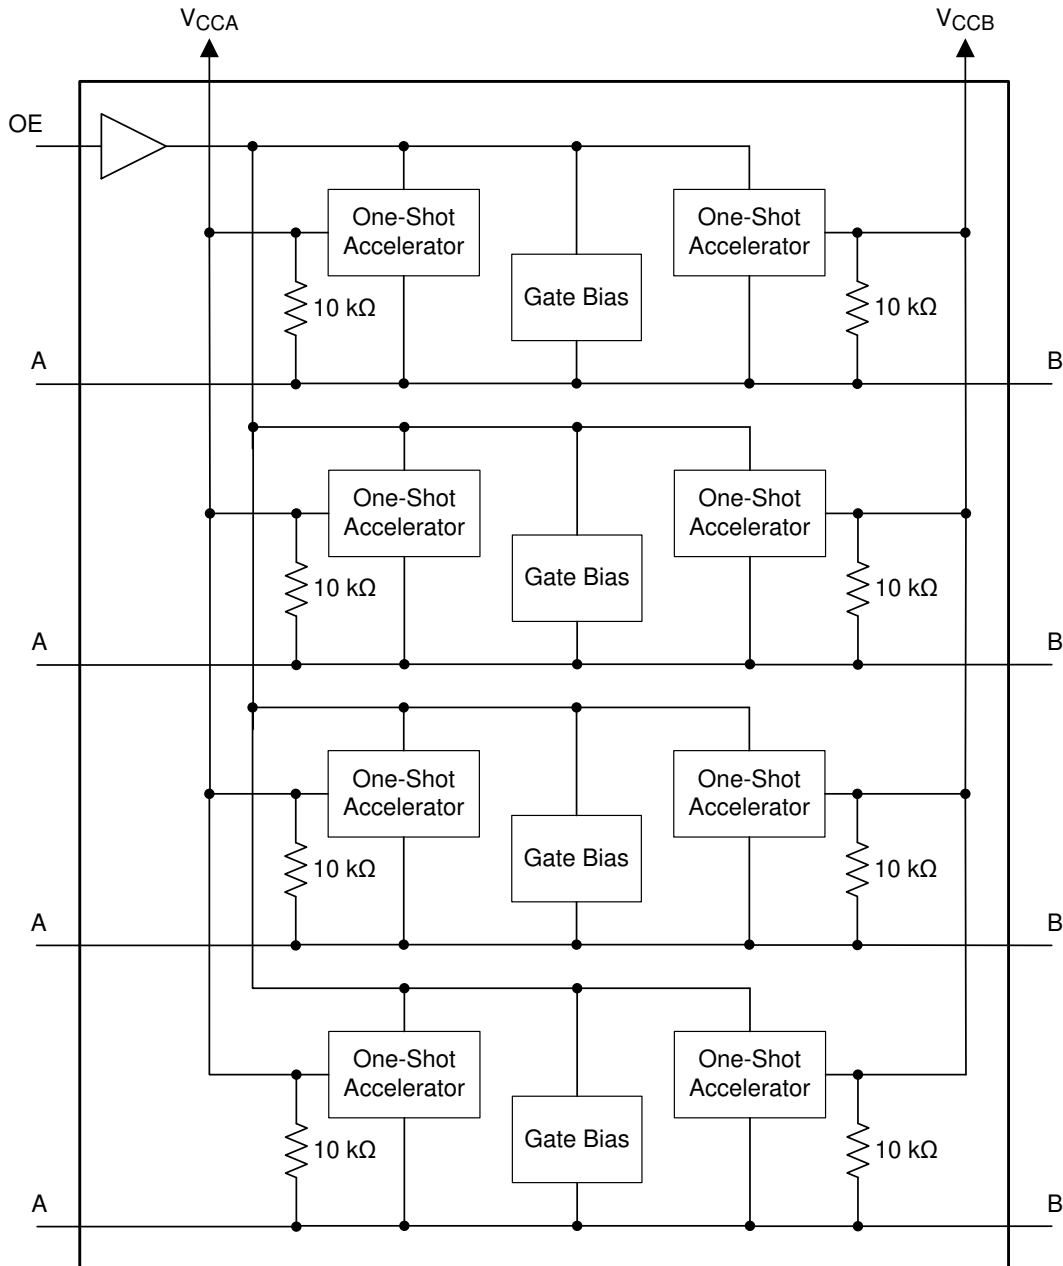 VCCA
VCCB
OE
One-Shot
Accelerator
One-Shot
Accelerator
Gate Bias
10 kΩ
10 kΩ
A
B
One-Shot
Accelerator
One-Shot
Accelerator
Gate Bias
10 kΩ
10 kΩ
A
B
One-Shot
Accelerator
One-Shot
Accelerator
Gate Bias
10 kΩ
10 kΩ
A
B
One-Shot
Accelerator
One-Shot
Accelerator
Gate Bias
10 kΩ
10 kΩ
A
B